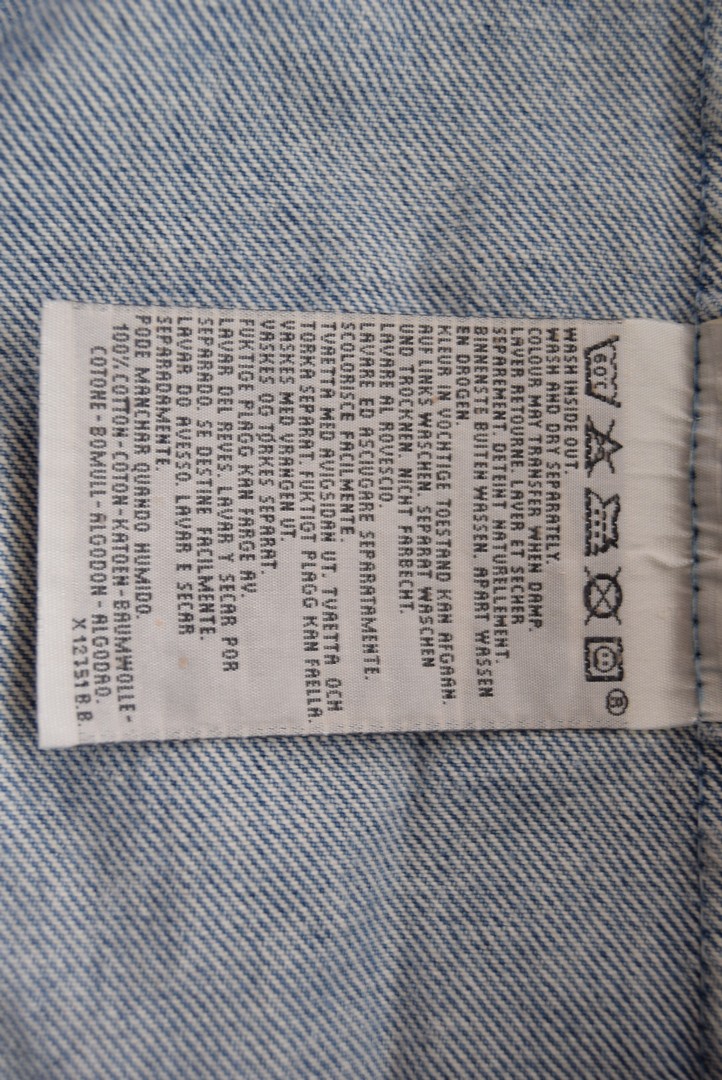 60
®
WASH INSIDE OUT.
WASH AND DRY SEPARATELY.
COLOUR MAY TRANSFER WHEN DAMP.
LAVER RETOURNE. LAVER ET SECHER
SEPAREMENT. DETEINT NATURELLEMENT.
BINNENSTE BUITEN WASSEN. APART WASSEN
EN DROGEN.
KLEUR IN VOCHTIGE TOESTAND KAN AFGAAN.
AUF LINKS WASCHEN. SEPARAT WASCHEN
UND TROCKNEN. NICHT FARBECHT.
LAVARE AL ROVESCIO.
LAVARE ED ASCIUGARE SEPARATAMENTE.
SCOLORISCE FACILMENTE.
TVAETTA MED AVIGSIDAN UT. TVAETTA OCH
TORKA SEPARAT. FUKTIGT PLAGG KAN FAELLA.
VASKES MED VRANGEN UT.
VASKES OG TØRKES SEPARAT.
FUKTIGE PLAGG KAN FARGE AV.
LAVAR DEL REVES. LAVAR Y SECAR POR
SEPARADO. SE DESTINE FACILMENTE.
LAVAR DO AVESSO. LAVAR E SECAR
SEPARADAMENTE.
PODE MANCHAR QUANDO HUMIDO.
100% COTTON-COTON-KATOEN-BAUMWOLLE-
COTONE-BOMULL-ALGODON-ALGODAO.
X 12751 B.B.